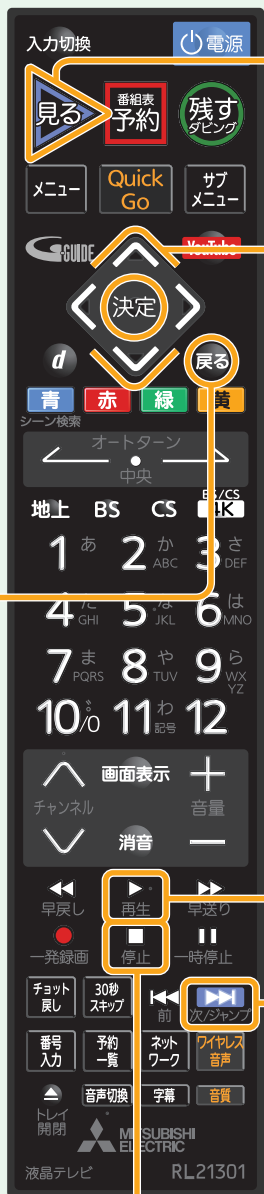 入力切換
電源
見る
番組表
予約
残す
ダビング
メニュー
Quick
Go
サブ
メニュー
G-GUIDE
YouTube
決定
d
戻る
青 赤 緑 黄
シーン検索
オートターン
中央
地上 BS CS BS/CS
4K
1 あ 2 か ABC 3 さ DEF
4 た GHI 5 な JKL 6 は MNO
7 ま PQRS 8 や TUV 9 ら WX
YZ
10/0 11 わ 記号 12
画面表示
チャンネル 音量
消音
早戻し 再生 早送り
一発録画 停止 一時停止
チョット
戻し
30秒
スキップ
前 次/ジャンプ
番号
入力
予約
一覧
ネット
ワーク
ワイヤレス
音声
トレイ
開閉
音声切換 字幕 音質
MITSUBISHI
ELECTRIC
液晶テレビ RL21301